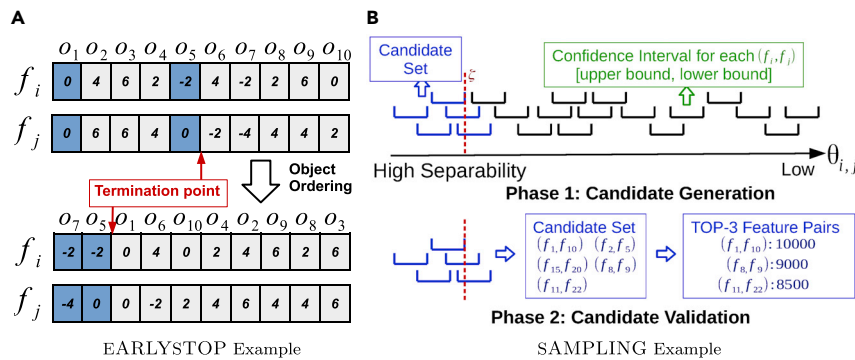 A
o1 o2 o3 o4 o5 o6 o7 o8 o9 o10
fi 0 4 6 2 -2 4 -2 2 6 0
fj 0 6 6 4 0 -2 -4 4 4 2
Termination point
Object
Ordering
o7 o5 o1 o6 o10 o4 o2 o9 o8 o3
fi -2 -2 0 4 0 2 4 6 2 6
fj -4 0 0 -2 2 4 6 4 4 6
EARLYSTOP Example
B
Candidate
Set
ζ
Confidence Interval for each (fi, fj)
[upper bound, lower bound]
High Separability
Low
θi,j
Phase 1: Candidate Generation
Candidate Set
(f1,f10) (f2,f5)
(f15,f20) (f8,f9)
(f11,f22)
TOP-3 Feature Pairs
(f1,f10):10000
(f8,f9):9000
(f11,f22):8500
Phase 2: Candidate Validation
SAMPLING Example